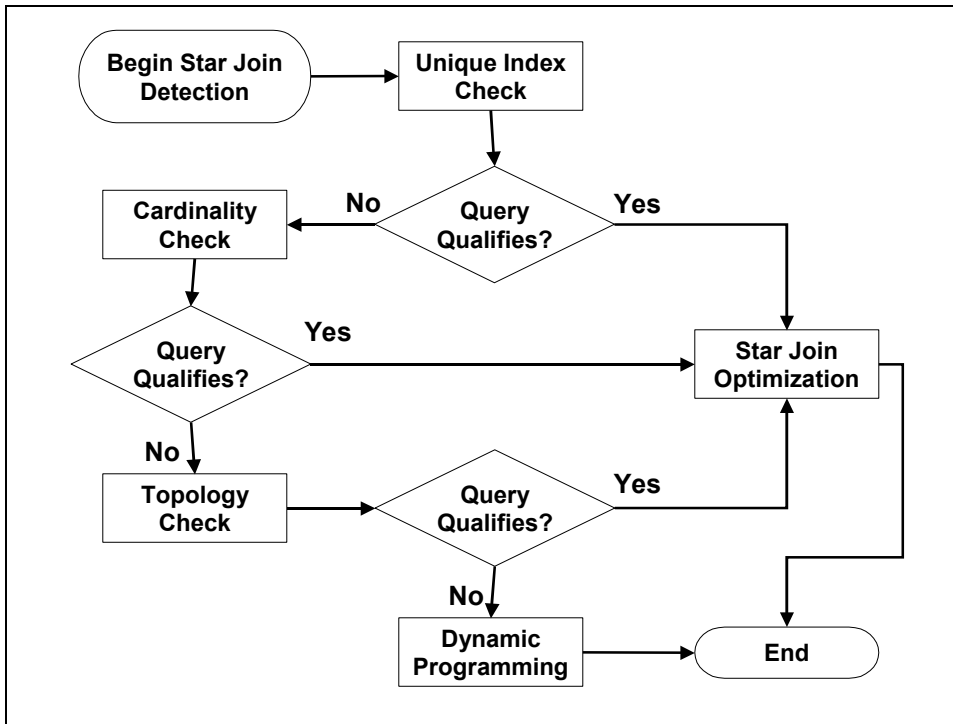 Begin Star Join
Detection
Unique Index
Check
No
Yes
Query
Qualifies?
Cardinality
Check
Yes
Query
Qualifies?
Star Join
Optimization
No
Topology
Check
Query
Qualifies?
Yes
No
Dynamic
Programming
End